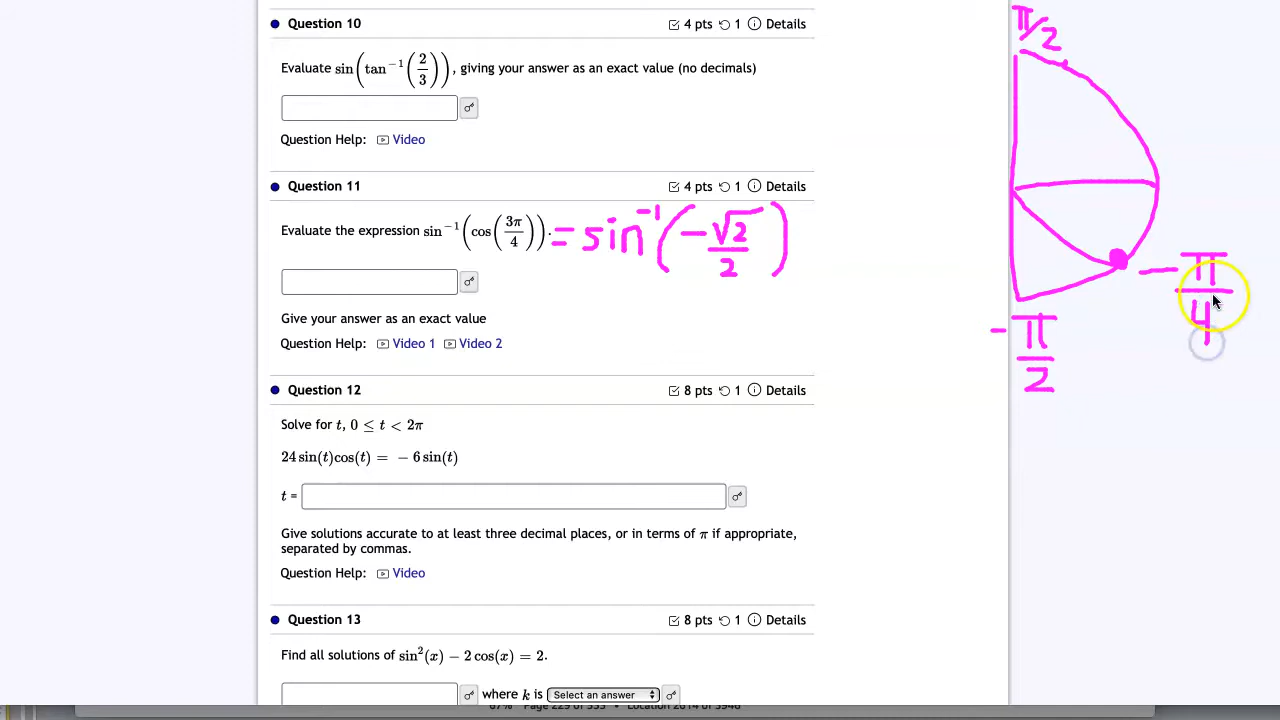 Question 10 4 pts 1 Details
Evaluate sin(tan⁻¹(2/3)), giving your answer as an exact value (no decimals)
Question Help: Video
Question 11 4 pts 1 Details
Evaluate the expression sin⁻¹(cos(3π/4)). = sin⁻¹(-√2/2)
Give your answer as an exact value
Question Help: Video 1 Video 2
Question 12 8 pts 1 Details
Solve for t, 0 ≤ t < 2π
24 sin(t)cos(t) = - 6 sin(t)
t =
Give solutions accurate to at least three decimal places, or in terms of π if appropriate,
separated by commas.
Question Help: Video
Question 13 8 pts 1 Details
Find all solutions of sin²(x) - 2 cos(x) = 2.
where k is Select an answer
π/2
-π/4
-π/2